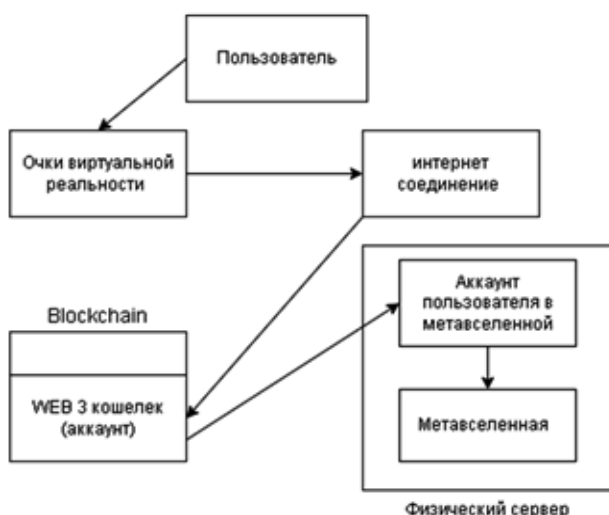 Пользователь
Очки виртуальной
реальности
интернет
соединение
Blockchain
WEB 3 кошелек
(аккаунт)
Аккаунт
пользователя в
метавселенной
Метавселенная
Физический сервер